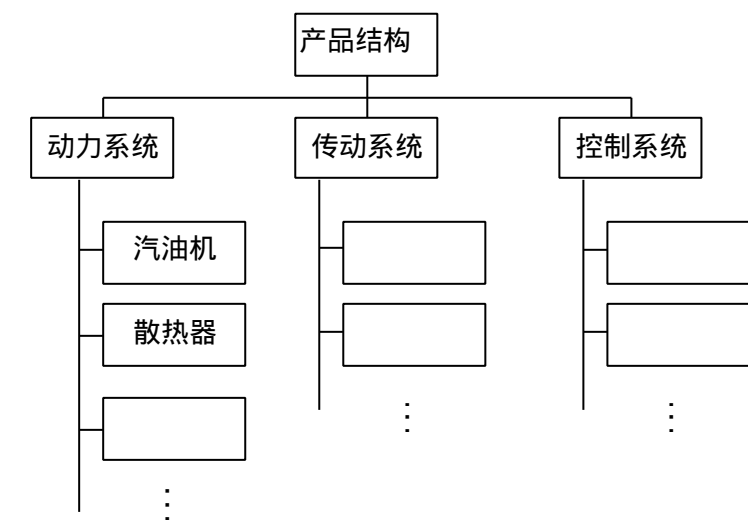 产品结构
动力系统
传动系统
控制系统
汽油机
散热器